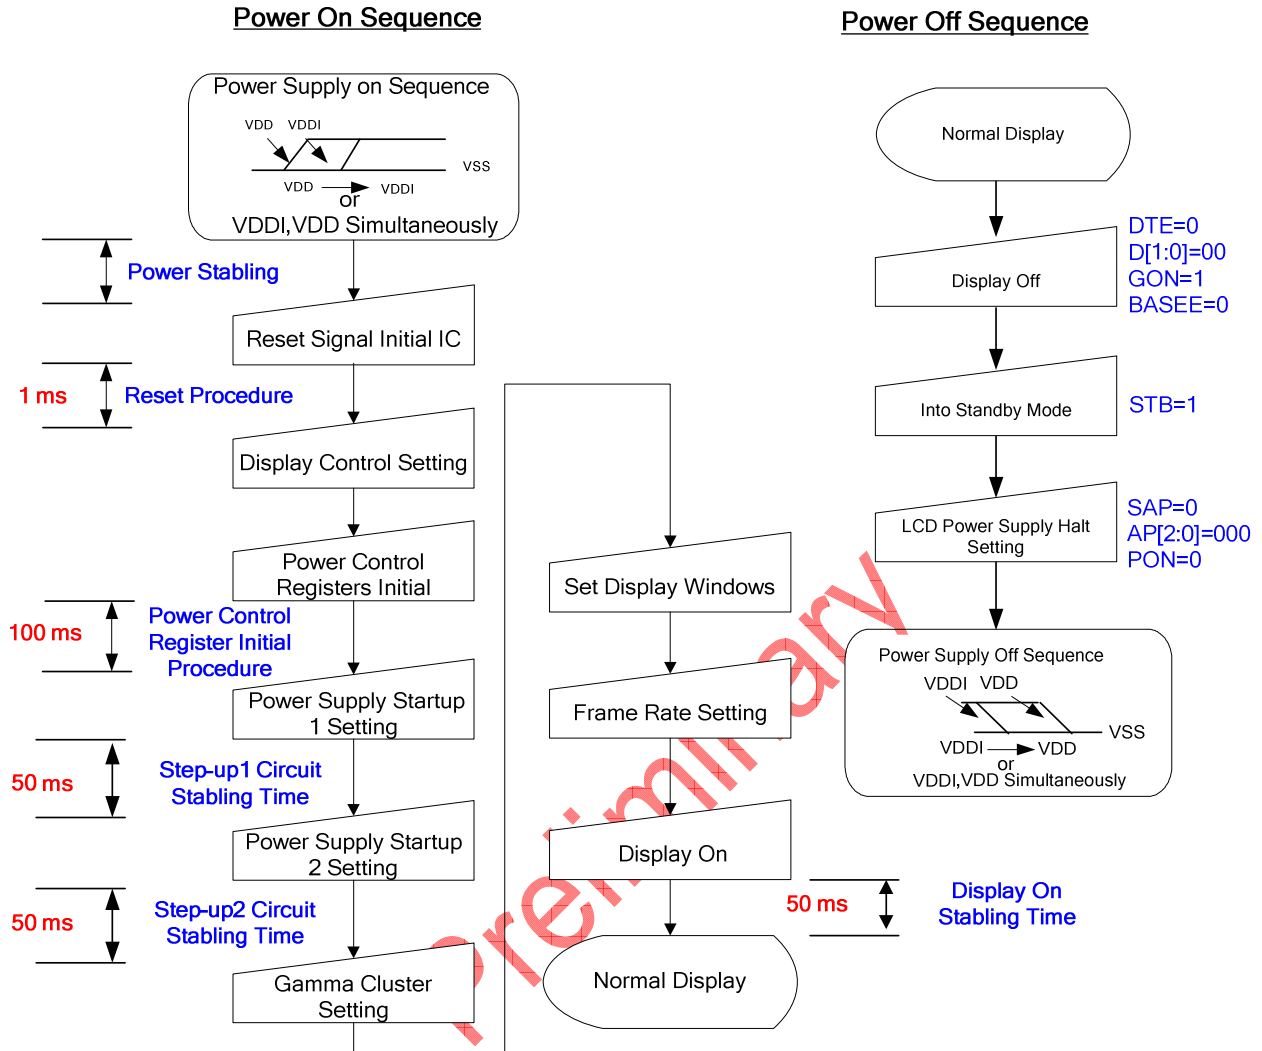 Power On Sequence
Power Supply on Sequence
VDD VDDI
VSS
VDD VDDI
or
VDDI,VDD Simultaneously
Power Stabling
Reset Signal Initial IC
1 ms
Reset Procedure
Display Control Setting
Power Control
Registers Initial
100 ms
Power Control
Register Initial
Procedure
Power Supply Startup
1 Setting
50 ms
Step-up1 Circuit
Stabling Time
Power Supply Startup
2 Setting
50 ms
Step-up2 Circuit
Stabling Time
Gamma Cluster
Setting
Set Display Windows
Frame Rate Setting
Display On
50 ms
Display On
Stabling Time
Normal Display
Power Off Sequence
Normal Display
Display Off
DTE=0
D[1:0]=00
GON=1
BASEE=0
Into Standby Mode
STB=1
LCD Power Supply Halt
Setting
SAP=0
AP[2:0]=000
PON=0
Power Supply Off Sequence
VDDI VDD
VSS
VDDI VDD
or
VDDI,VDD Simultaneously
Preliminary